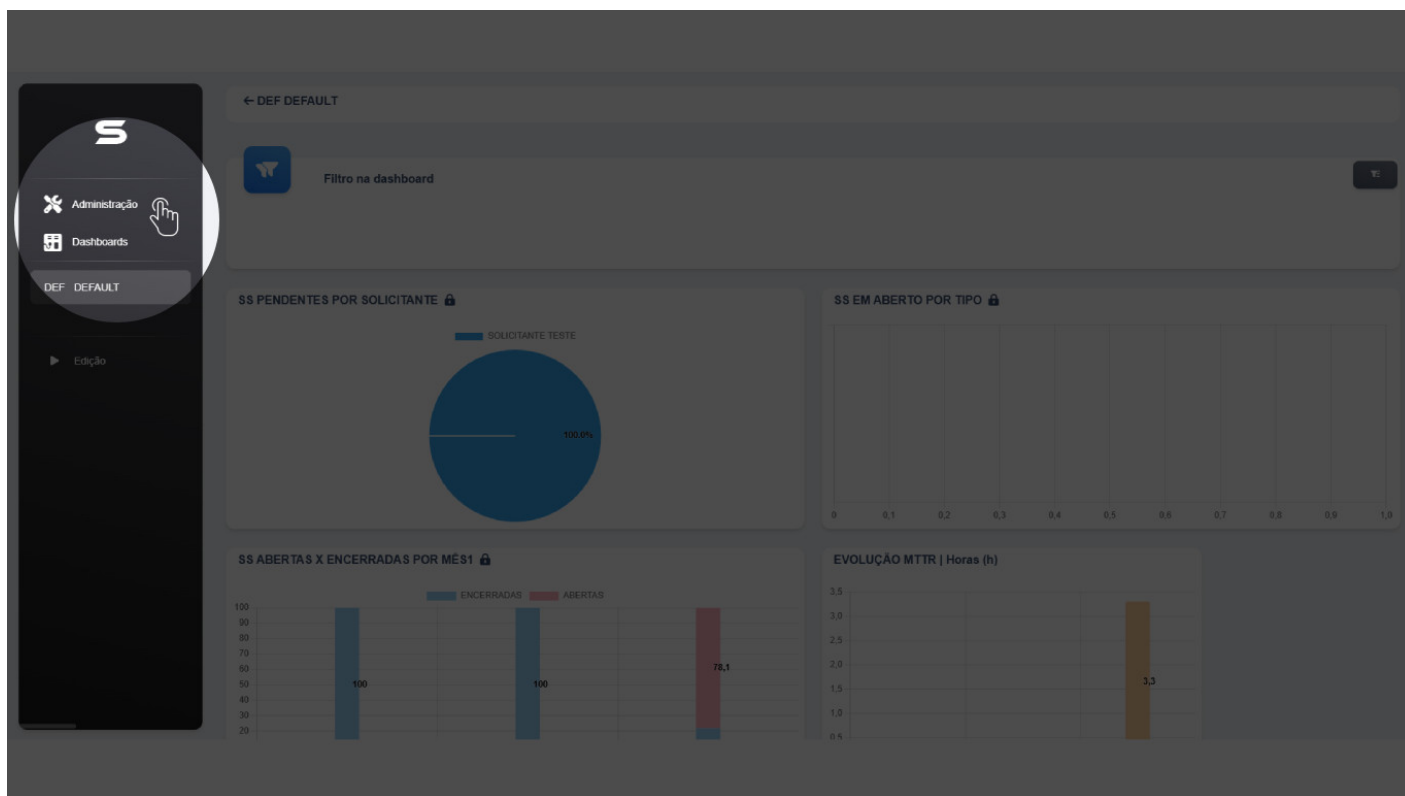 S
Administração
Dashboards
DEF DEFAULT
Edição
← DEF DEFAULT
Filtro na dashboard
SS PENDENTES POR SOLICITANTE
SOLICITANTE TESTE
100.0%
SS EM ABERTO POR TIPO
0 0,1 0,2 0,3 0,4 0,5 0,6 0,7 0,8 0,9 1,0
SS ABERTAS X ENCERRADAS POR MÊS1
ENCERRADAS ABERTAS
100
90
80
70
60
50
40
30
20
100 100 78,1
EVOLUÇÃO MTTR | Horas (h)
3,5
3,0
2,5
2,0
1,5
1,0
0,5
3,3